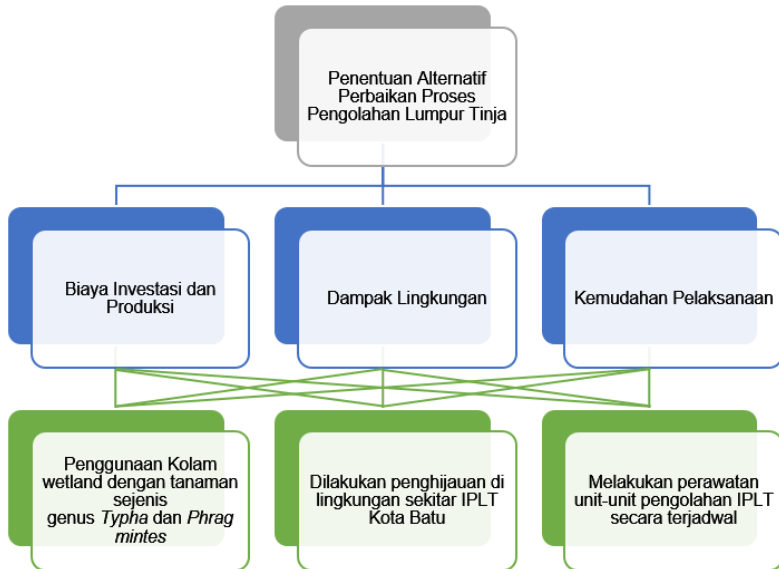 Penentuan Alternatif
Perbaikan Proses
Pengolahan Lumpur Tinja
Biaya Investasi dan
Produksi
Dampak Lingkungan
Kemudahan Pelaksanaan
Penggunaan Kolam
wetland dengan tanaman
sejenis
genus Typha dan Phrag
mintes
Dilakukan penghijauan di
lingkungan sekitar IPLT
Kota Batu
Melakukan perawatan
unit-unit pengolahan IPLT
secara terjadwal